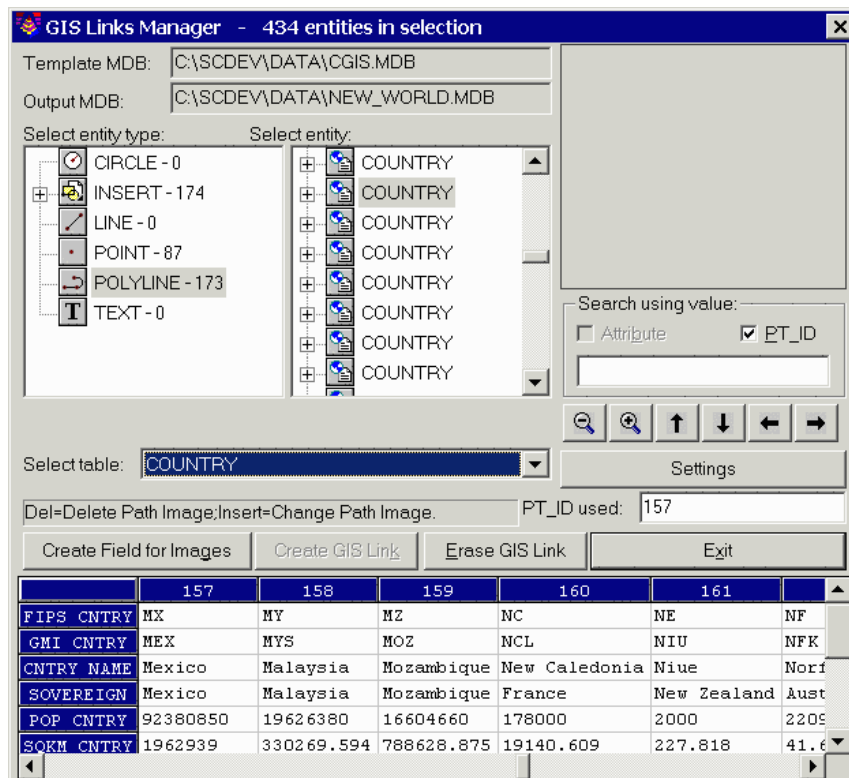 GIS Links Manager - 434 entities in selection
Template MDB: C:\SCDEV\DATA\CGIS.MDB
Output MDB: C:\SCDEV\DATA\NEW_WORLD.MDB
Select entity type: Select entity:
CIRCLE - 0 COUNTRY
INSERT - 174 COUNTRY
LINE - 0 COUNTRY
POINT - 87 COUNTRY
POLYLINE - 173 COUNTRY
TEXT - 0 COUNTRY
COUNTRY
COUNTRY
Search using value:
Attribute PT_ID
Select table: COUNTRY
Settings
Del=Delete Path Image;Insert=Change Path Image. PT_ID used: 157
Create Field for Images Create GIS Link Erase GIS Link Exit
157 158 159 160 161
FIPS CNTRY MX MY MZ NC NE NF
GMI CNTRY MEX MYS MOZ NCL NIU NFK
CNTRY NAME Mexico Malaysia Mozambique New Caledonia Niue Norf
SOVEREIGN Mexico Malaysia Mozambique France New Zealand Aust
POP CNTRY 92380850 19626380 16604660 178000 2000 2209
SQKM CNTRY 1962939 330269.594 788628.875 19140.609 227.818 41.6